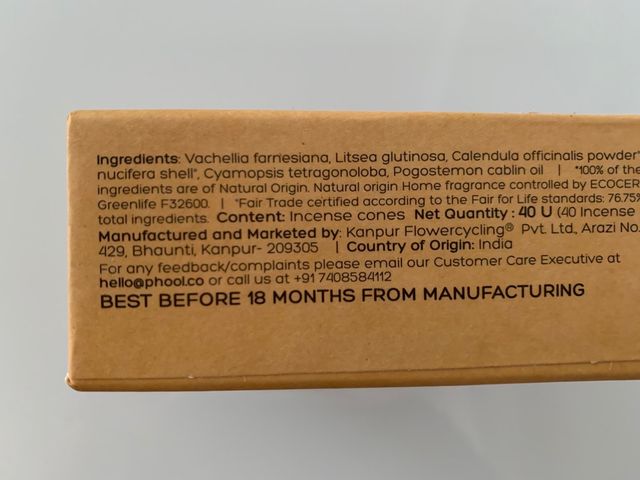 Ingredients: Vachellia farnesiana, Litsea glutinosa, Calendula officinalis powder*
nucifera shell*, Cyamopsis tetragonoloba, Pogostemon cablin oil | *100% of the
ingredients are of Natural Origin. Natural origin Home fragrance controlled by ECOCER
Greenlife F32600. | *Fair Trade certified according to the Fair for Life standards: 76.75%
total ingredients. Content: Incense cones Net Quantity : 40 U (40 Incense
Manufactured and Marketed by: Kanpur Flowercycling® Pvt. Ltd., Arazi No.
429, Bhaunti, Kanpur- 209305 | Country of Origin: India
For any feedback/complaints please email our Customer Care Executive at
hello@phool.co or call us at +91 7408584112
BEST BEFORE 18 MONTHS FROM MANUFACTURING